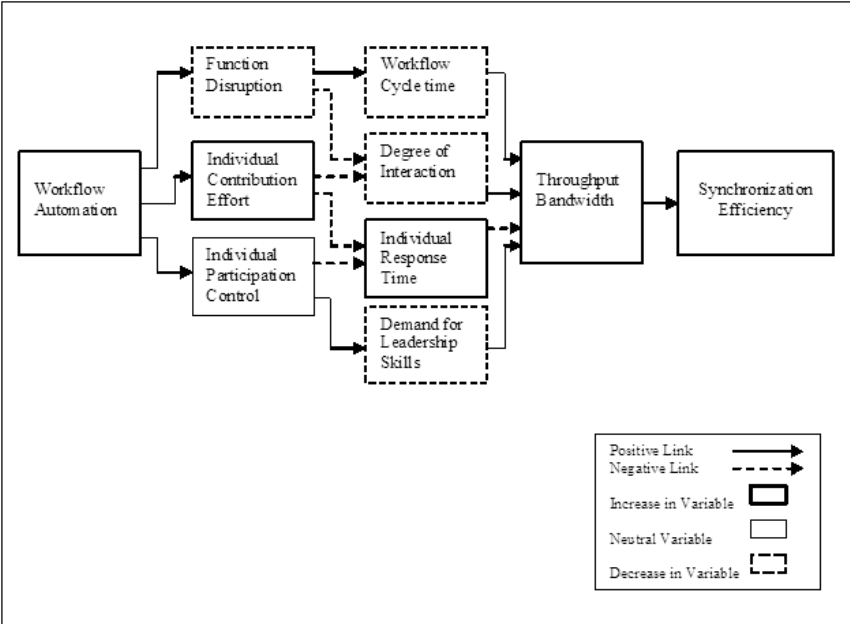 Function
Disruption
Workflow
Cycle time
Individual
Contribution
Effort
Degree of
Interaction
Workflow
Automation
Throughput
Bandwidth
Synchronization
Efficiency
Individual
Participation
Control
Individual
Response
Time
Demand for
Leadership
Skills
Positive Link
Negative Link
Increase in Variable
Neutral Variable
Decrease in Variable